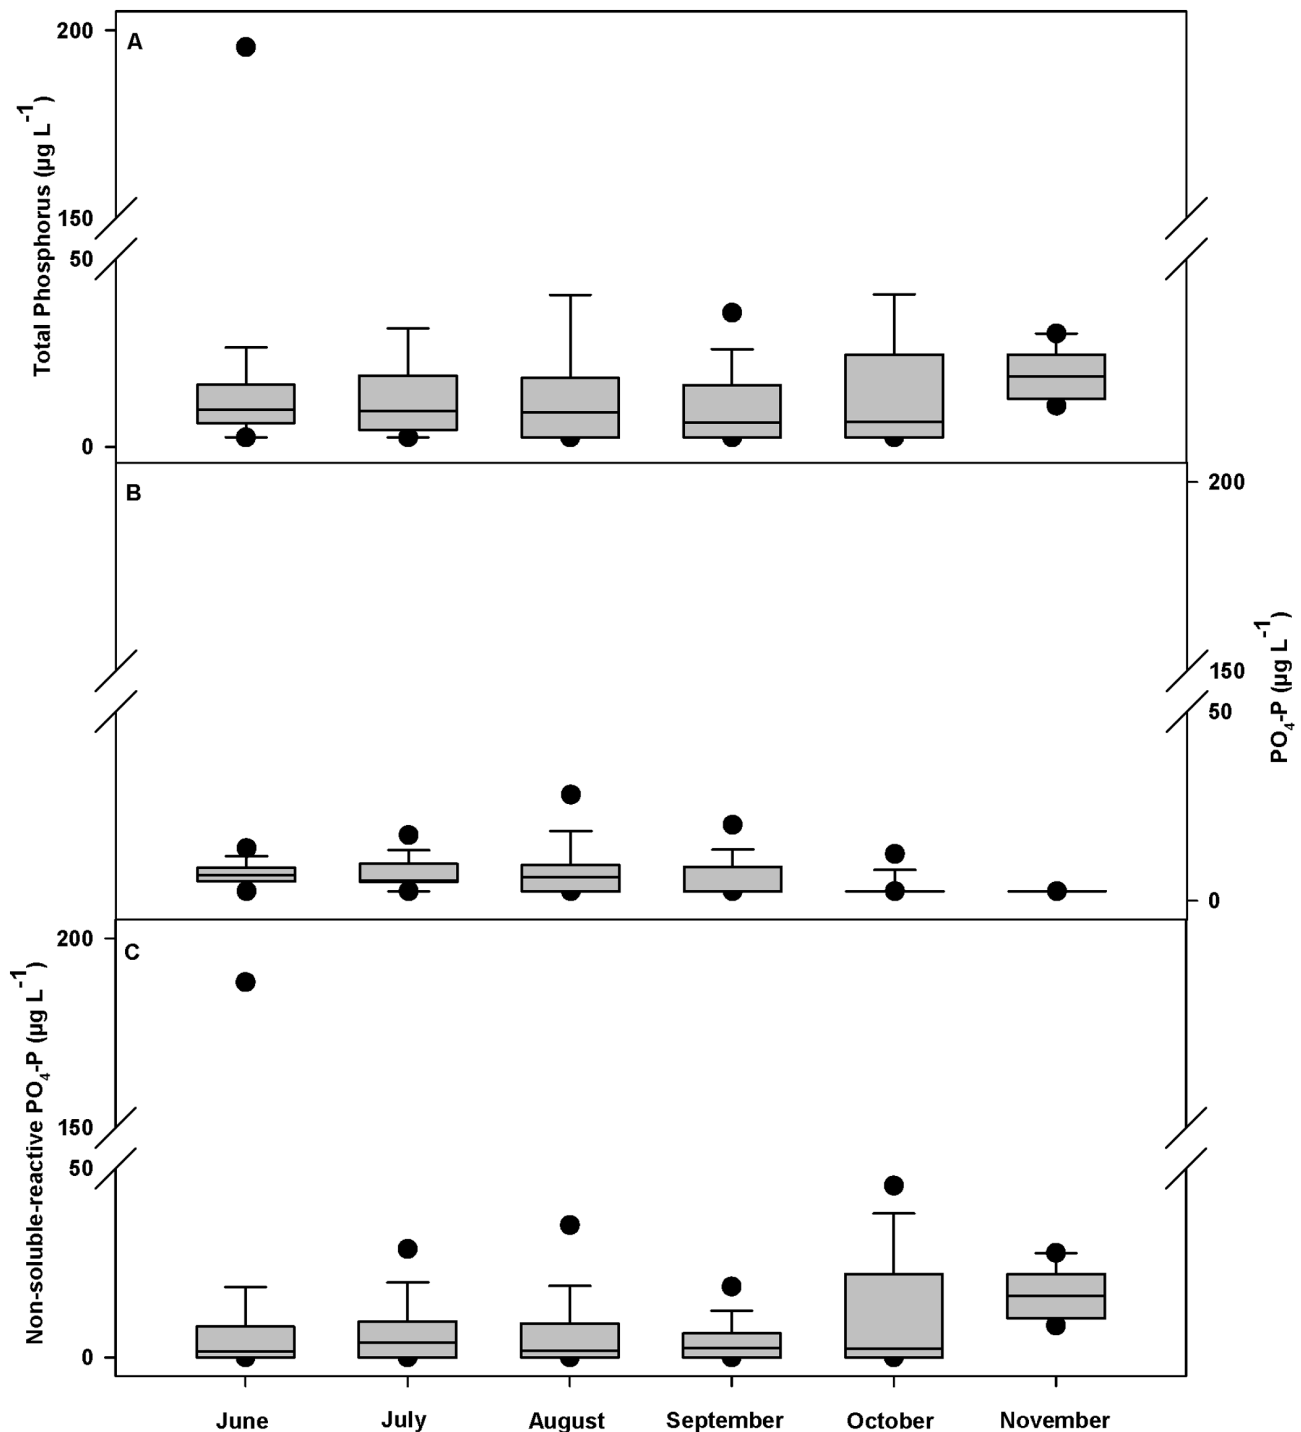 A
200
150
50
0
Total Phosphorus (µg L⁻¹)
B
200
150
50
0
PO₄-P (µg L⁻¹)
C
200
150
50
0
Non-soluble-reactive PO₄-P (µg L⁻¹)
June July August September October November